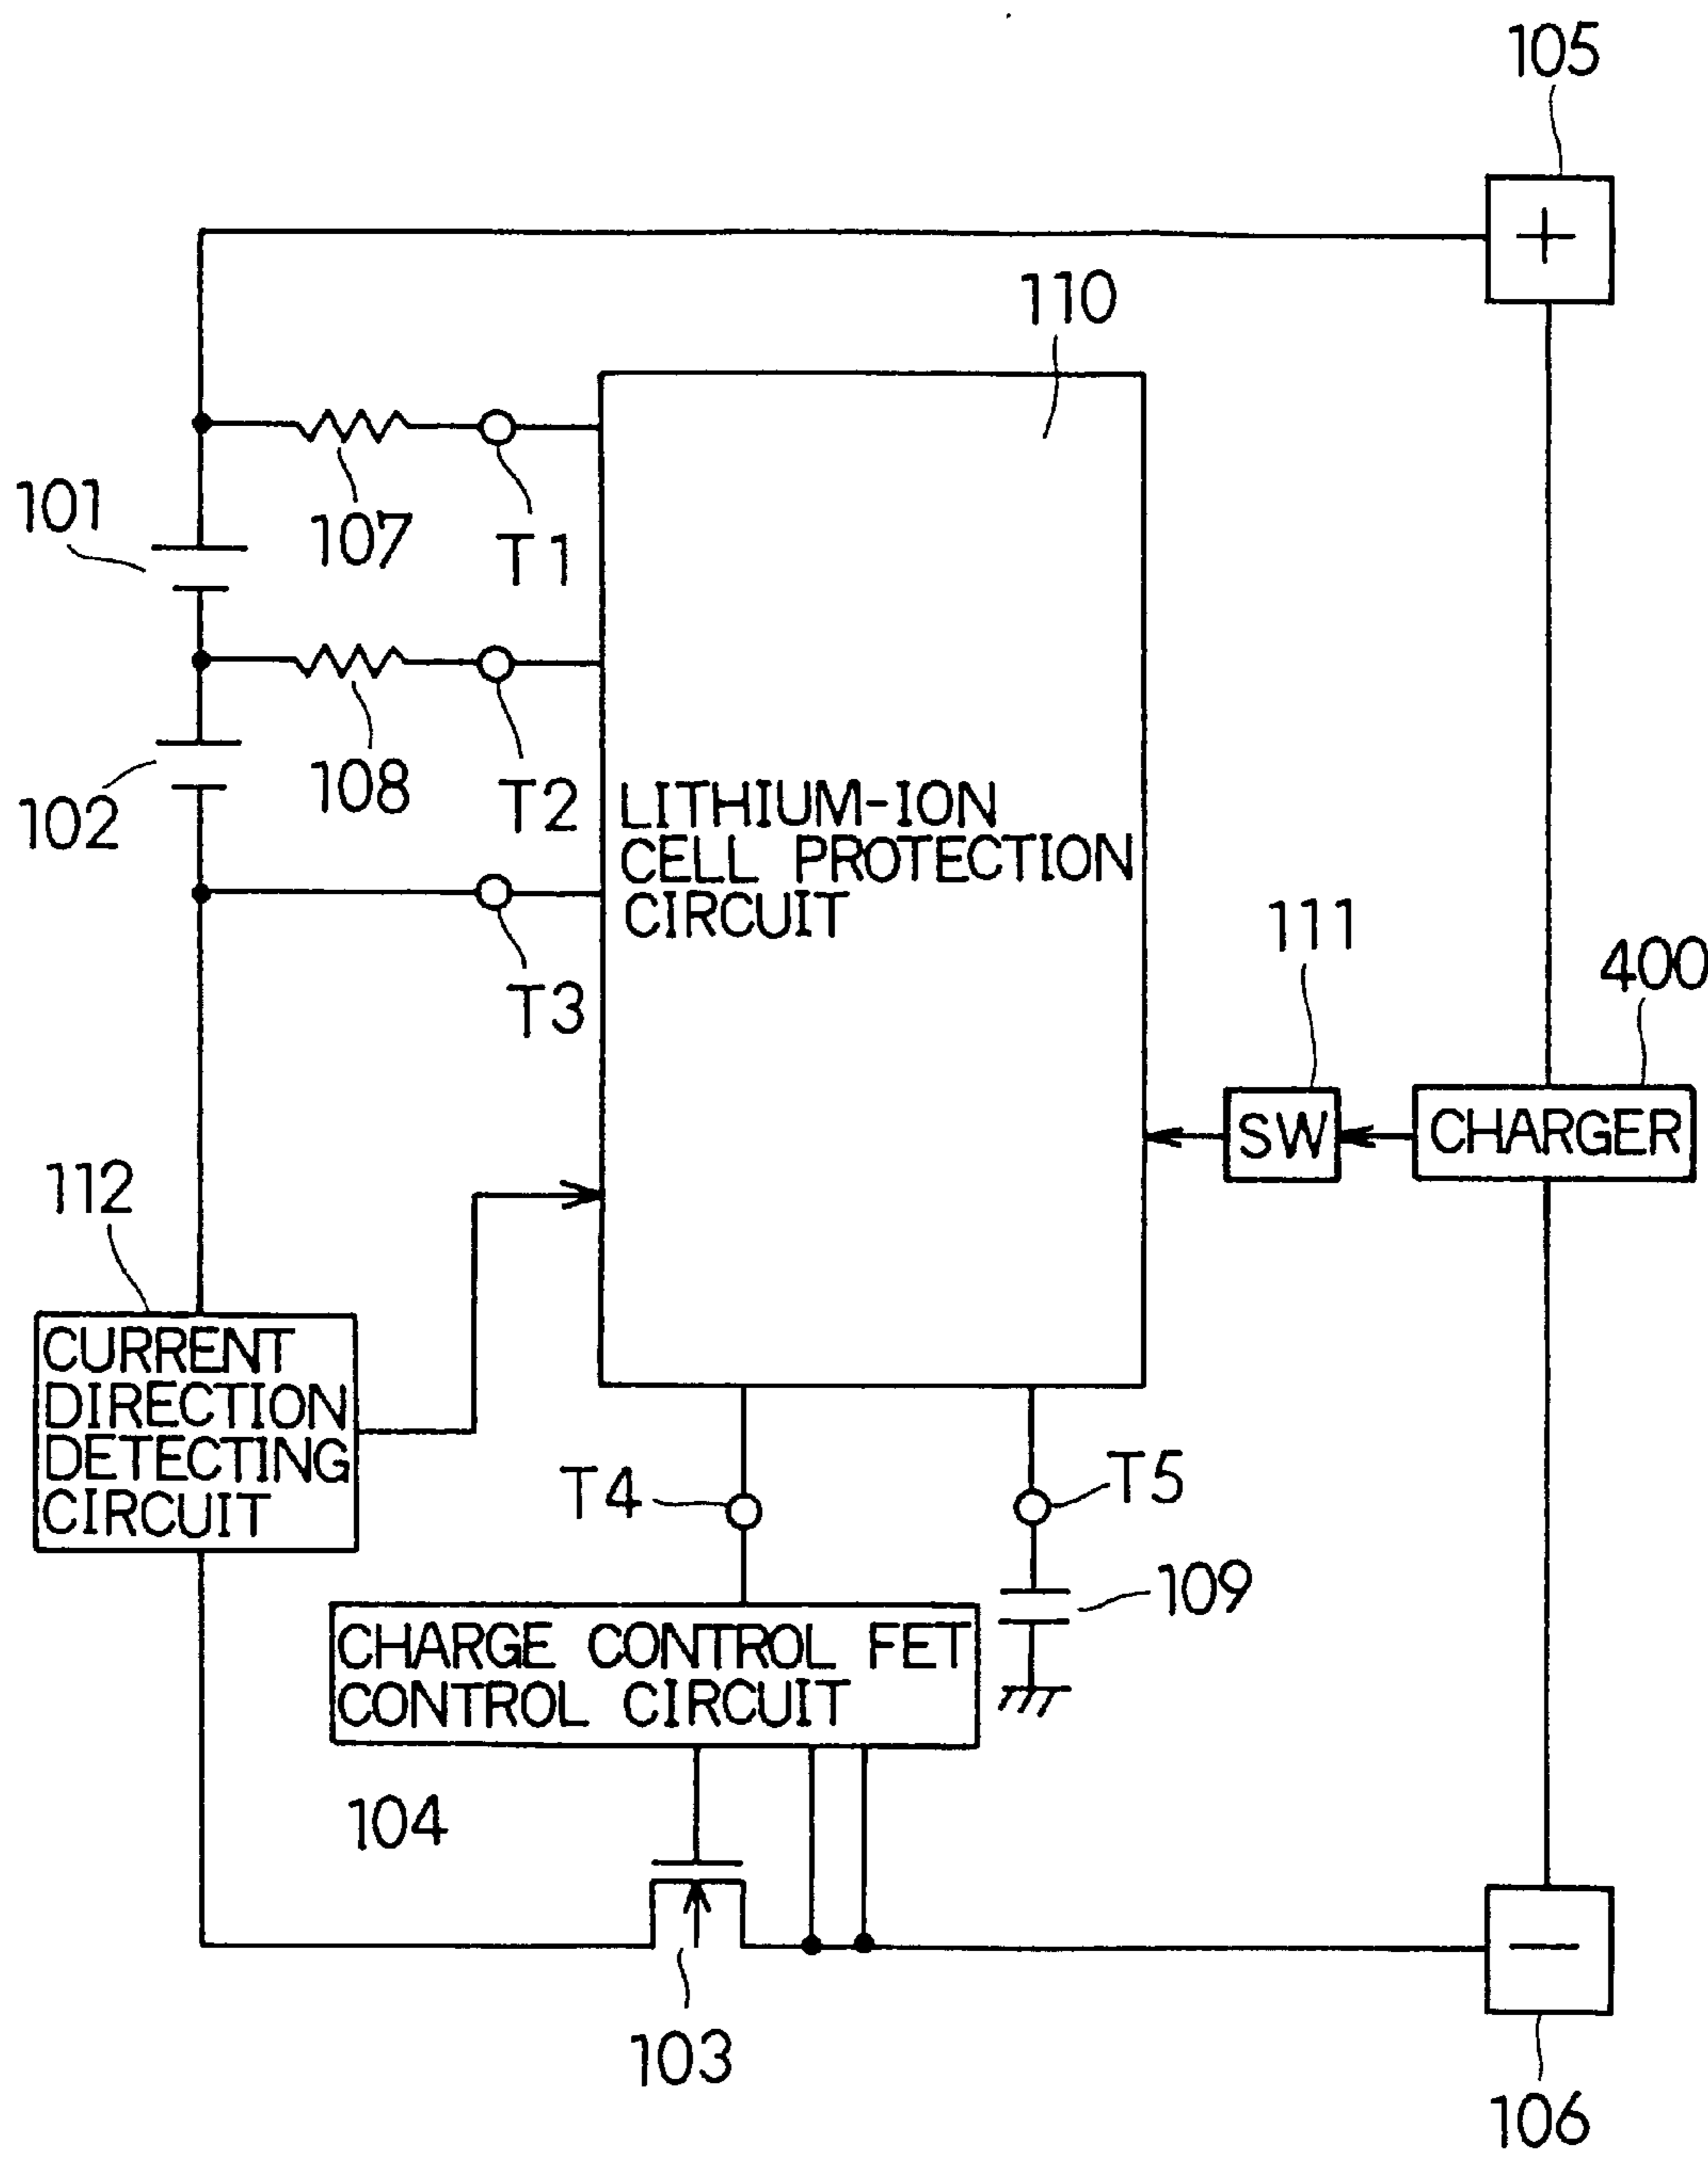 105
+
110
101
107
T1
102
108
T2
LITHIUM-ION
CELL PROTECTION
CIRCUIT
T3
111
400
SW
CHARGER
112
CURRENT
DIRECTION
DETECTING
CIRCUIT
T4
T5
109
CHARGE CONTROL FET
CONTROL CIRCUIT
104
103
−
106